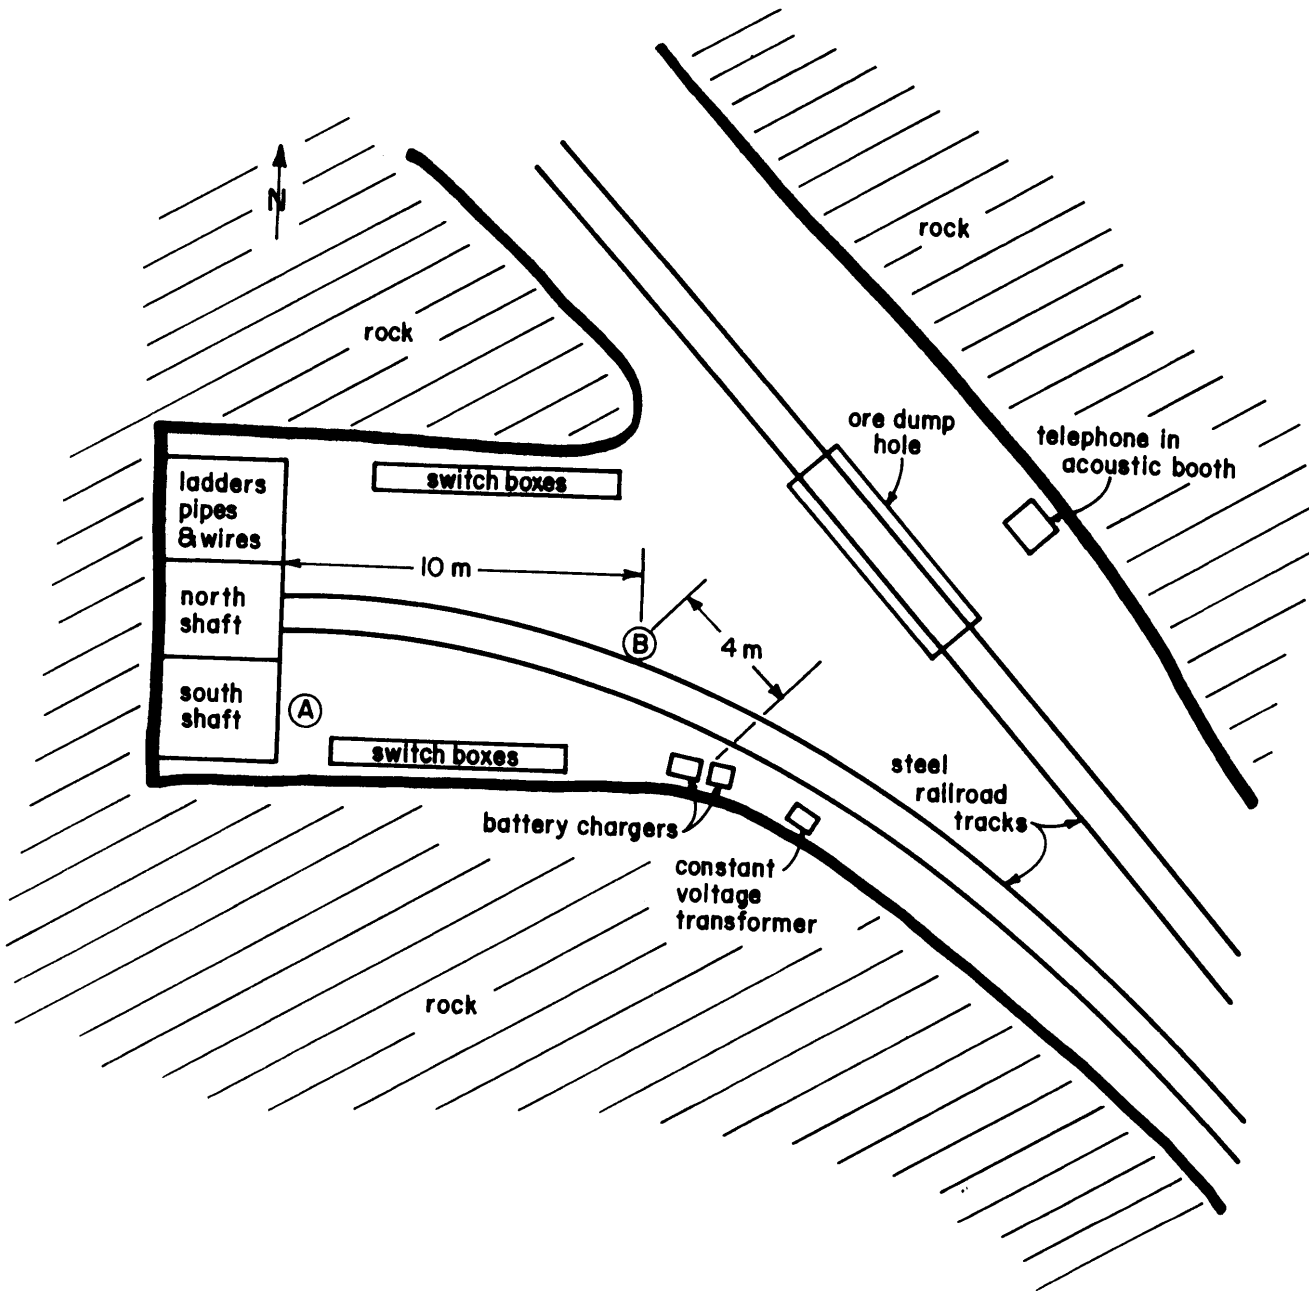 N
rock
rock
ore dump
hole
telephone in
acoustic booth
ladders
pipes
& wires
switch boxes
10 m
north
shaft
B
4 m
south
shaft
A
switch boxes
steel
railroad
tracks
battery chargers
constant
voltage
transformer
rock